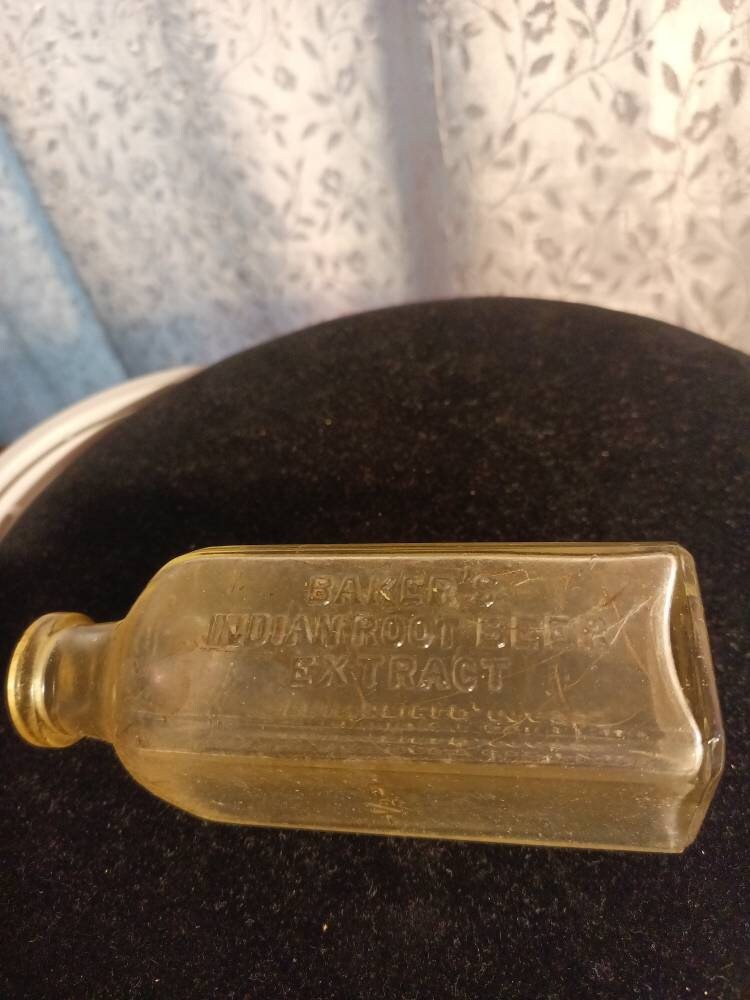 BAKER'S
INDIAN ROOT BEER
EXTRACT